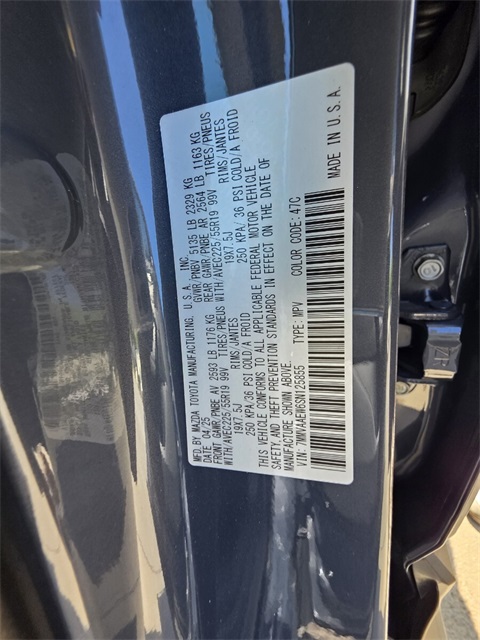 MFD. BY MAZDA TOYOTA MANUFACTURING, U.S.A., INC.
DATE 04/25 GVWR/PNBV 5135 LB 2329 KG
FRONT GAWR/PNBE AV 2593 LB 1176 KG REAR GAWR/PNBE AR 2564 LB 1163 KG
WITH/AVEC225/55R19 99V TIRES/PNEUS WITH/AVEC225/55R19 99V TIRES/PNEUS
19X7.5J RIMS/JANTES 19X7.5J RIMS/JANTES
250 KPA/36 PSI COLD/A FROID 250 KPA/ 36 PSI COLD/A FROID
THIS VEHICLE CONFORMS TO ALL APPLICABLE FEDERAL MOTOR VEHICLE
SAFETY, AND THEFT PREVENTION STANDARDS IN EFFECT ON THE DATE OF
MANUFACTURE SHOWN ABOVE.
VIN: 7MMVAAEW6SN125855 TYPE: MPV COLOR CODE: 47C
MADE IN U.S.A.